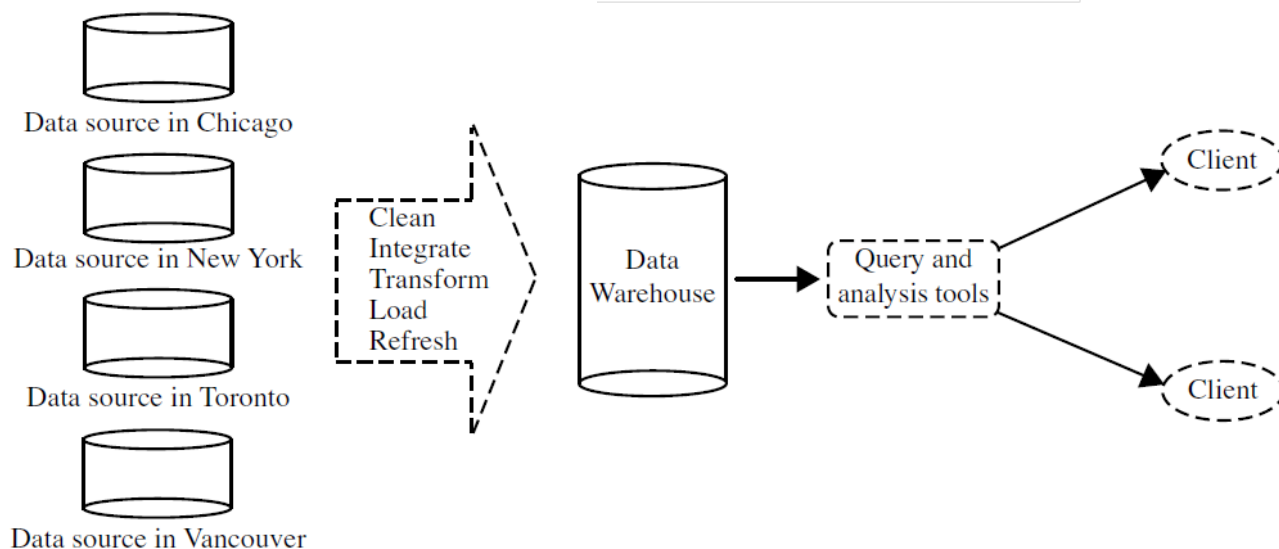 Data source in Chicago
Data source in New York
Data source in Toronto
Data source in Vancouver
Clean
Integrate
Transform
Load
Refresh
Data
Warehouse
Query and
analysis tools
Client
Client